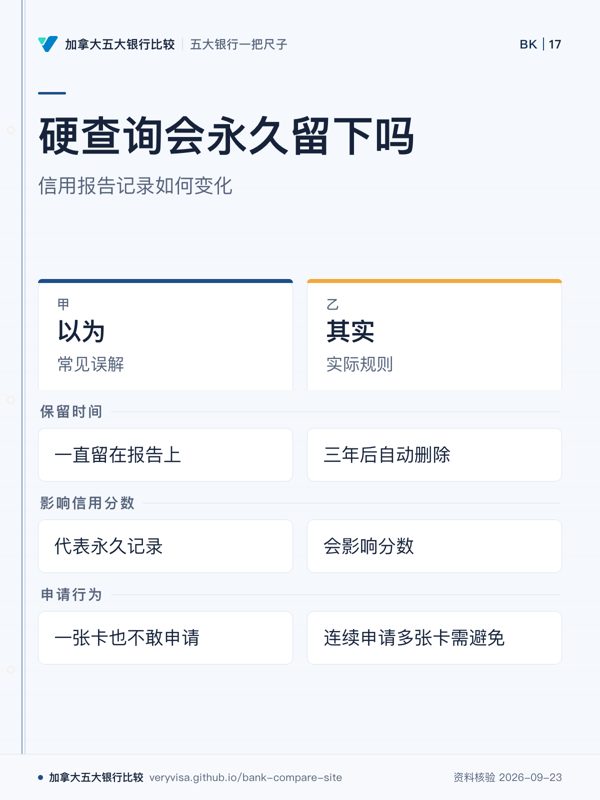 加拿大五大银行比较 五大银行一把尺子 BK 17
硬查询会永久留下吗
信用报告记录如何变化
甲 乙
以为 其实
常见误解 实际规则
保留时间
一直留在报告上 三年后自动删除
影响信用分数
代表永久记录 会影响分数
申请行为
一张卡也不敢申请 连续申请多张卡需避免
加拿大五大银行比较 veryvisa.github.io/bank-compare-site 资料核验 2026-09-23